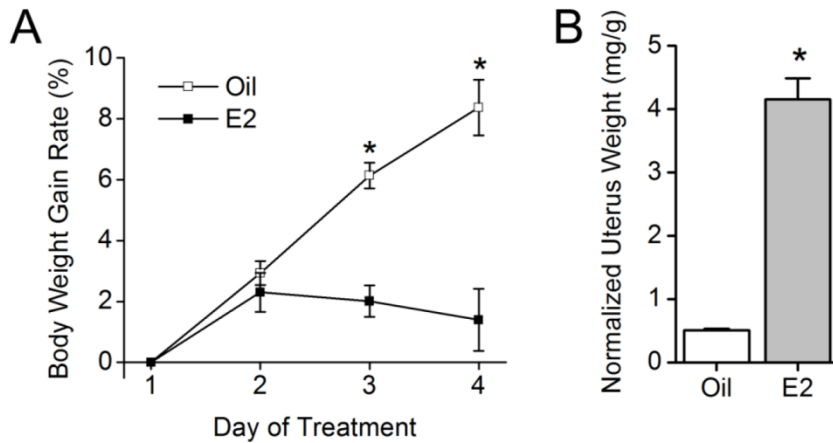 A
Body Weight Gain Rate (%)
10
8
6
4
2
0
Oil
E2
*
*
1 2 3 4
Day of Treatment
B
Normalized Uterus Weight (mg/g)
5
4
3
2
1
0
*
Oil E2